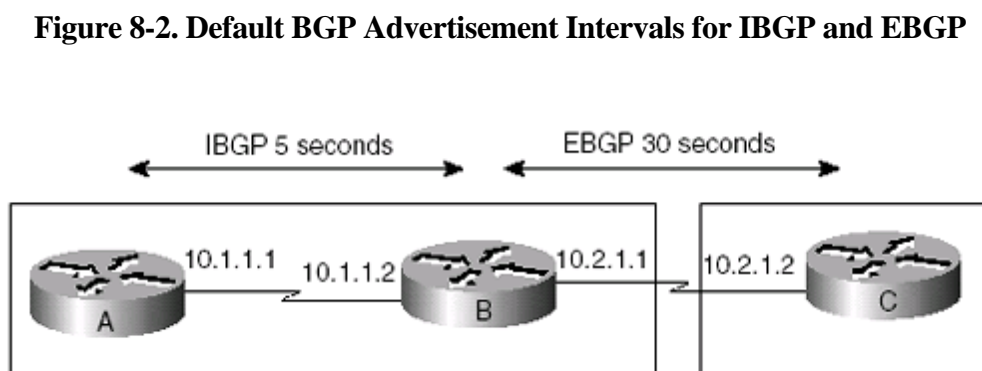 Figure 8-2. Default BGP Advertisement Intervals for IBGP and EBGP
IBGP 5 seconds
EBGP 30 seconds
10.1.1.1
10.1.1.2
10.2.1.1
10.2.1.2
A
B
C